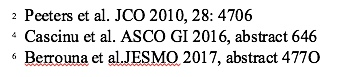 2 Peeters et al. JCO 2010, 28: 4706
4 Cascinu et al. ASCO GI 2016, abstract 646
6 Berrouna et al.JESMO 2017, abstract 477O